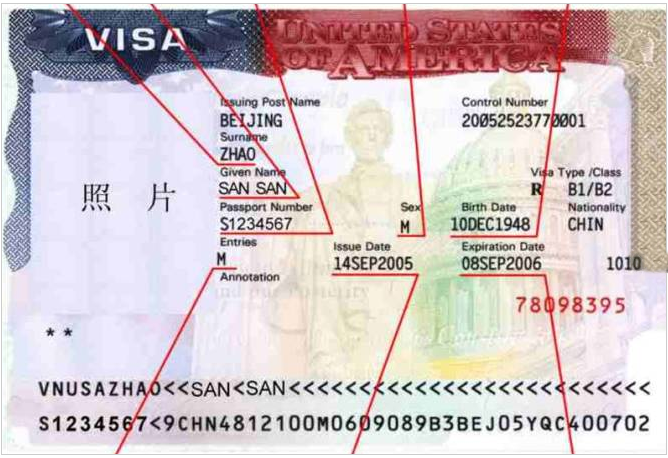 VISA
UNITED STATES
OF AMERICA
Issuing Post Name
BEIJING
Control Number
20052523770001
Surname
ZHAO
Given Name
SAN SAN
Visa Type /Class
R B1/B2
Passport Number
S1234567
Sex
M
Birth Date
10DEC1948
Nationality
CHIN
Entries
M
Issue Date
14SEP2005
Expiration Date
08SEP2006
1010
Annotation
78098395
照 片
**
VNUSAZHAO<<SAN<SAN<<<<<<<<<<<<<<<<<<<<<<<<<<
S1234567<9CHN4812100M0609089B3BEJ05YQC400702